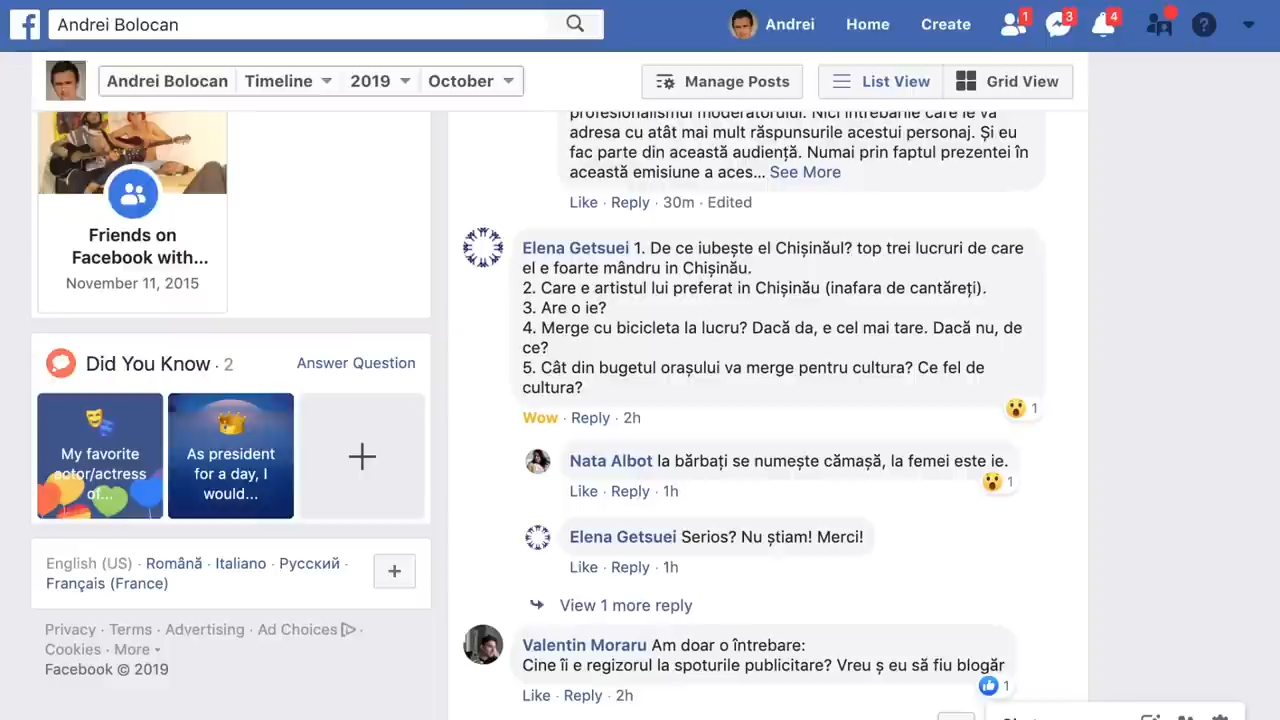 Andrei Bolocan
Andrei
Home
Create
1
3
4
Andrei Bolocan
Timeline
2019
October
Manage Posts
List View
Grid View
Friends on
Facebook with...
November 11, 2015
Did You Know · 2
Answer Question
My favorite
actor/actress
of...
As president
for a day, I
would...
English (US) · Română · Italiano · Русский ·
Français (France)
Privacy · Terms · Advertising · Ad Choices ·
Cookies · More
Facebook © 2019
profesionalismul moderatorului. Nici întrebările care le va
adresa cu atât mai mult răspunsurile acestui personaj. Și eu
fac parte din această audiență. Numai prin faptul prezentei în
această emisiune a aces... See More
Like · Reply · 30m · Edited
Elena Getsuei 1. De ce iubește el Chișinăul? top trei lucruri de care
el e foarte mândru in Chișinău.
2. Care e artistul lui preferat in Chișinău (inafara de cantăreți).
3. Are o ie?
4. Merge cu bicicleta la lucru? Dacă da, e cel mai tare. Dacă nu, de
ce?
5. Cât din bugetul orașului va merge pentru cultura? Ce fel de
cultura?
1
Wow · Reply · 2h
Nata Albot la bărbați se numește cămașă, la femei este ie.
1
Like · Reply · 1h
Elena Getsuei Serios? Nu știam! Merci!
Like · Reply · 1h
View 1 more reply
Valentin Moraru Am doar o întrebare:
Cine îi e regizorul la spoturile publicitare? Vreu ș eu să fiu blogăr
1
Like · Reply · 2h